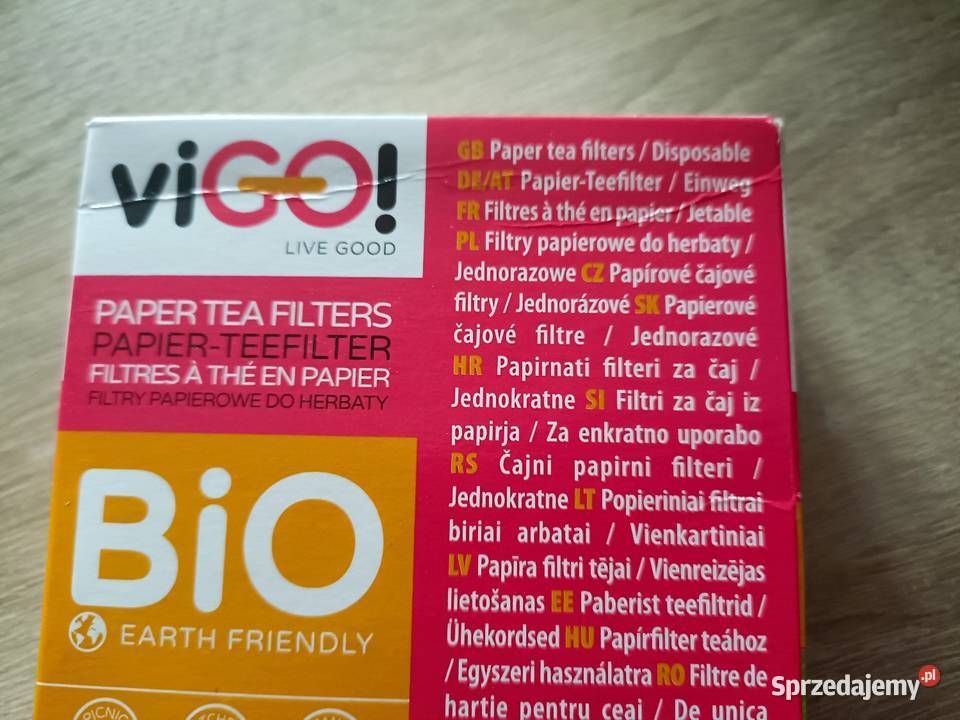 viGO!
LIVE GOOD
PAPER TEA FILTERS
PAPIER-TEEFILTER
FILTRES À THÉ EN PAPIER
FILTRY PAPIEROWE DO HERBATY
BiO
EARTH FRIENDLY
PICNIC
GB Paper tea filters / Disposable
DE/AT Papier-Teefilter / Einweg
FR Filtres à thé en papier / Jetable
PL Filtry papierowe do herbaty /
Jednorazowe CZ Papírové čajové
filtry / Jednorázové SK Papierové
čajové filtre / Jednorazové
HR Papirnati filteri za čaj /
Jednokratne SI Filtri za čaj iz
papirja / Za enkratno uporabo
RS Čajni papirni filteri /
Jednokratne LT Popieriniai filtrai
biriai arbatai / Vienkartiniai
LV Papīra filtri tējai / Vienreizējas
lietošanas EE Paberist teefiltrid /
Ühekordsed HU Papírfilter teához
/ Egyszeri használatra RO Filtre de
hartie pentru ceai / De unica
Sprzedajemy.pl